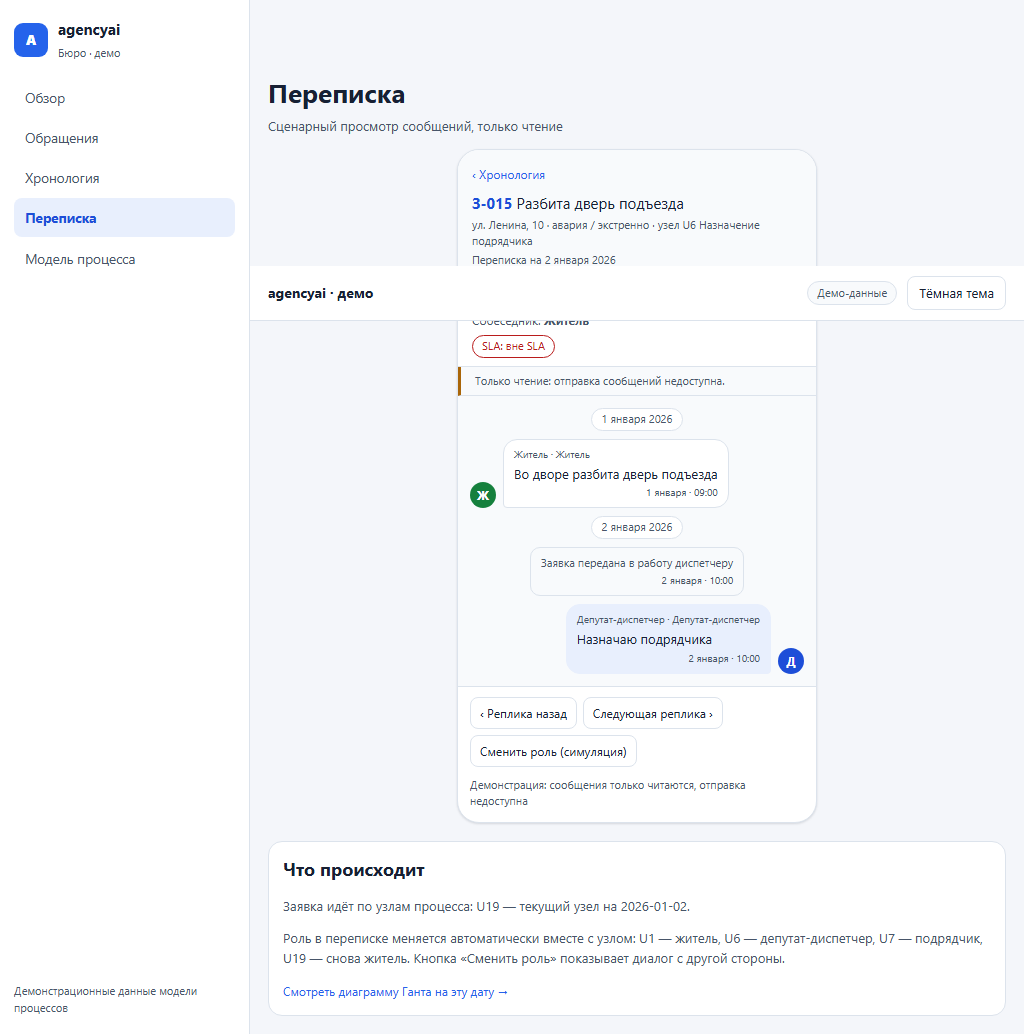 A
agencyai
Бюро · демо
Обзор
Обращения
Хронология
Переписка
Модель процесса
Демонстрационные данные модели
процессов
Переписка
Сценарный просмотр сообщений, только чтение
‹ Хронология
З-015 Разбита дверь подъезда
ул. Ленина, 10 · авария / экстренно · узел U6 Назначение
подрядчика
Переписка на 2 января 2026
agencyai · демо
Демо-данные
Тёмная тема
Собеседник: Житель
SLA: вне SLA
Только чтение: отправка сообщений недоступна.
1 января 2026
Житель · Житель
Во дворе разбита дверь подъезда
1 января · 09:00
Ж
2 января 2026
Заявка передана в работу диспетчеру
2 января · 10:00
Депутат-диспетчер · Депутат-диспетчер
Назначаю подрядчика
2 января · 10:00
Д
‹ Реплика назад
Следующая реплика ›
Сменить роль (симуляция)
Демонстрация: сообщения только читаются, отправка
недоступна
Что происходит
Заявка идёт по узлам процесса: U19 — текущий узел на 2026-01-02.
Роль в переписке меняется автоматически вместе с узлом: U1 — житель, U6 — депутат-диспетчер, U7 — подрядчик,
U19 — снова житель. Кнопка «Сменить роль» показывает диалог с другой стороны.
Смотреть диаграмму Ганта на эту дату →